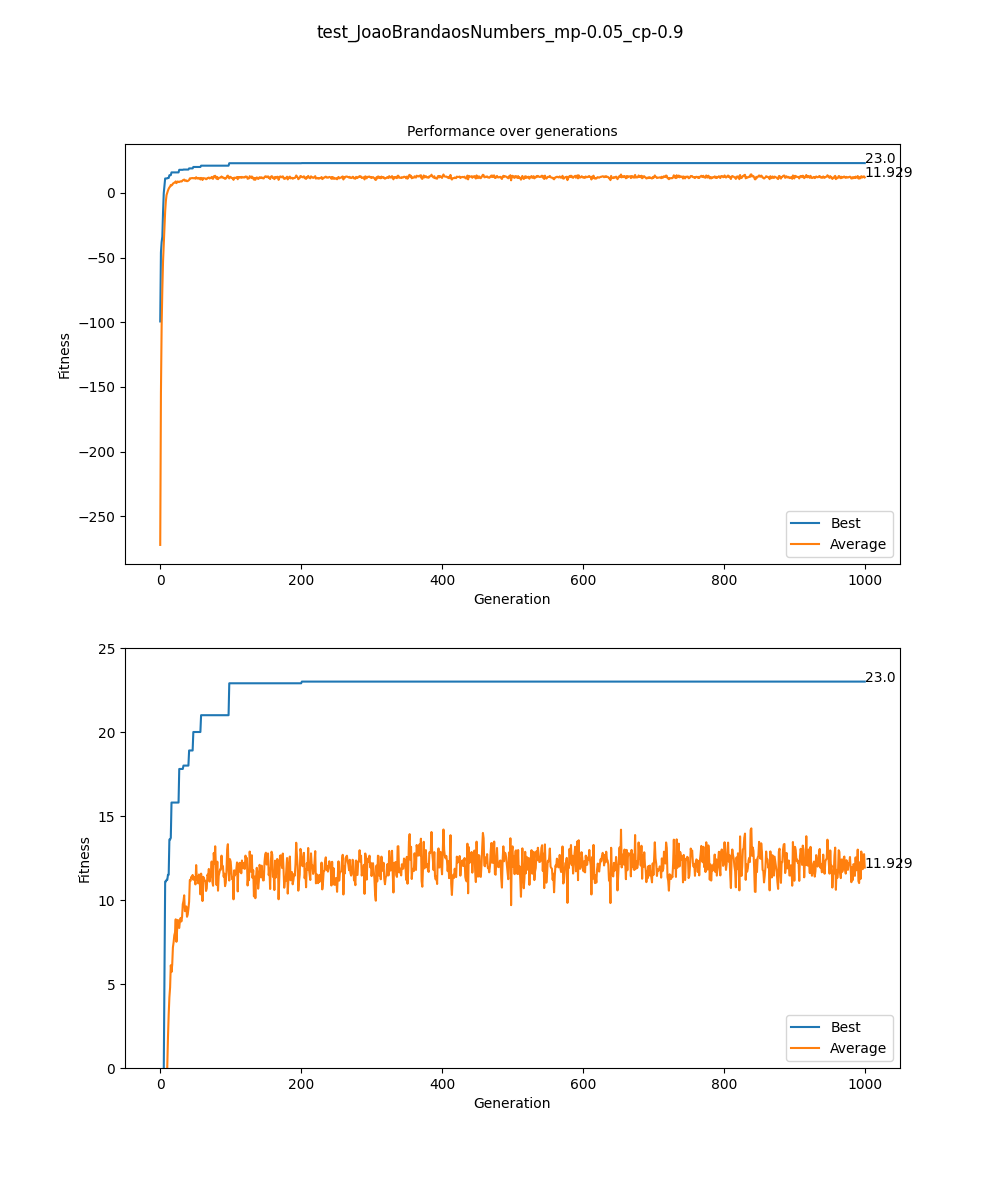 test_JoaoBrandaosNumbers_mp-0.05_cp-0.9
Performance over generations
Fitness
0
−50
−100
−150
−200
−250
23.0
11.929
Best
Average
0 200 400 600 800 1000
Generation
Fitness
25
20
15
10
5
0
23.0
11.929
Best
Average
0 200 400 600 800 1000
Generation